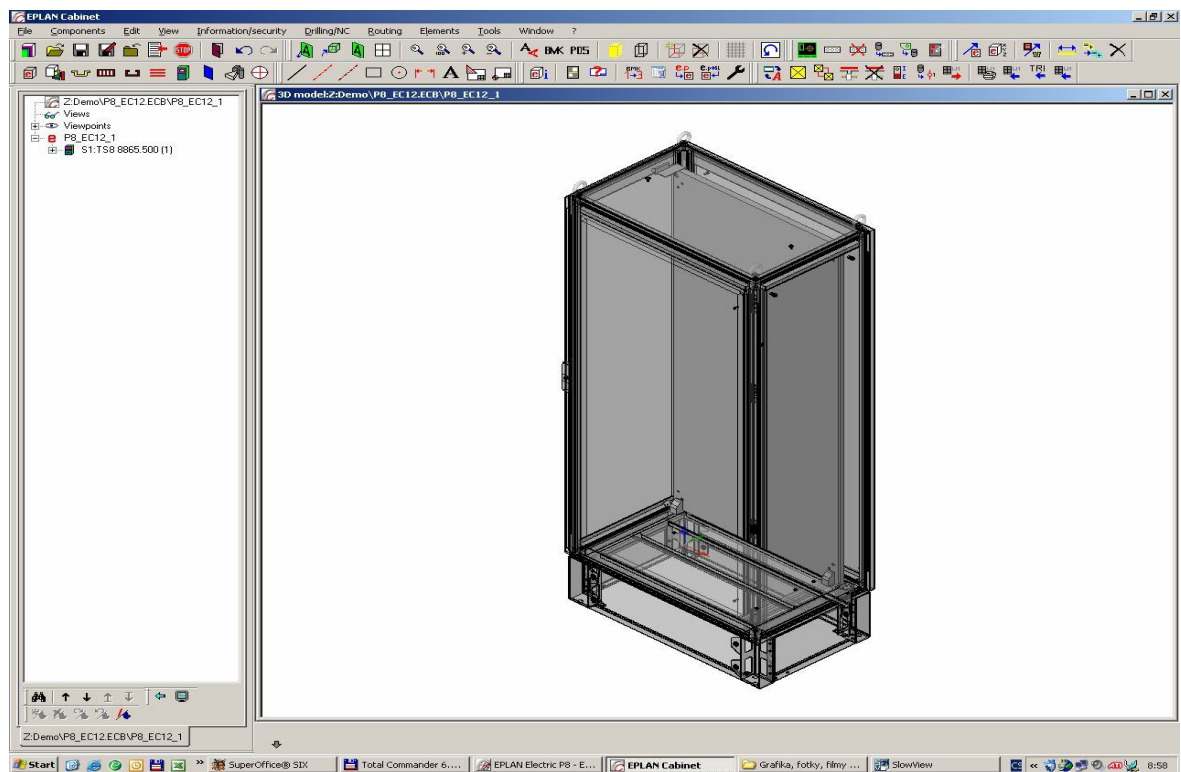 EPLAN Cabinet
File Components Edit View Information/security Drilling/NC Routing Elements Tools Window ?
BMK POS
3D model:Z:Demo\P8_EC12.ECB\P8_EC12_1
Z:Demo\P8_EC12.ECB\P8_EC12_1
Views
Viewpoints
P8_EC12_1
S1:TS8 8865.500 (1)
Z:Demo\P8_EC12.ECB\P8_EC12_1
Start SuperOffice® SIX Total Commander 6.... EPLAN Electric P8 - E... EPLAN Cabinet Grafika, fotky, filmy ... SlowView 8:58